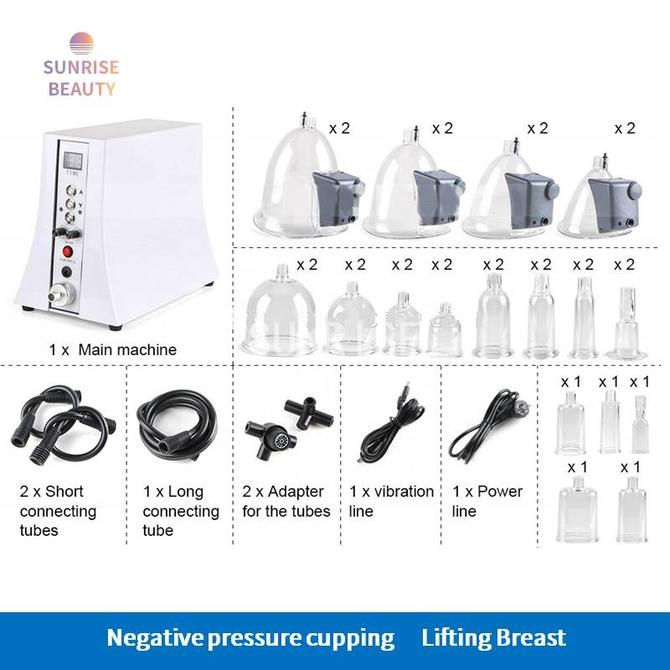 SUNRISE
BEAUTY
x 2
x 2
x 2
x 2
TIME
x 2
x 2
x 2
x 2
x 2
x 2
x 2
x 2
1 x Main machine
x 1
x 1
x 1
x 1
x 1
2 x Short
connecting
tubes
1 x Long
connecting
tube
2 x Adapter
for the tubes
1 x vibration
line
1 x Power
line
Negative pressure cupping Lifting Breast